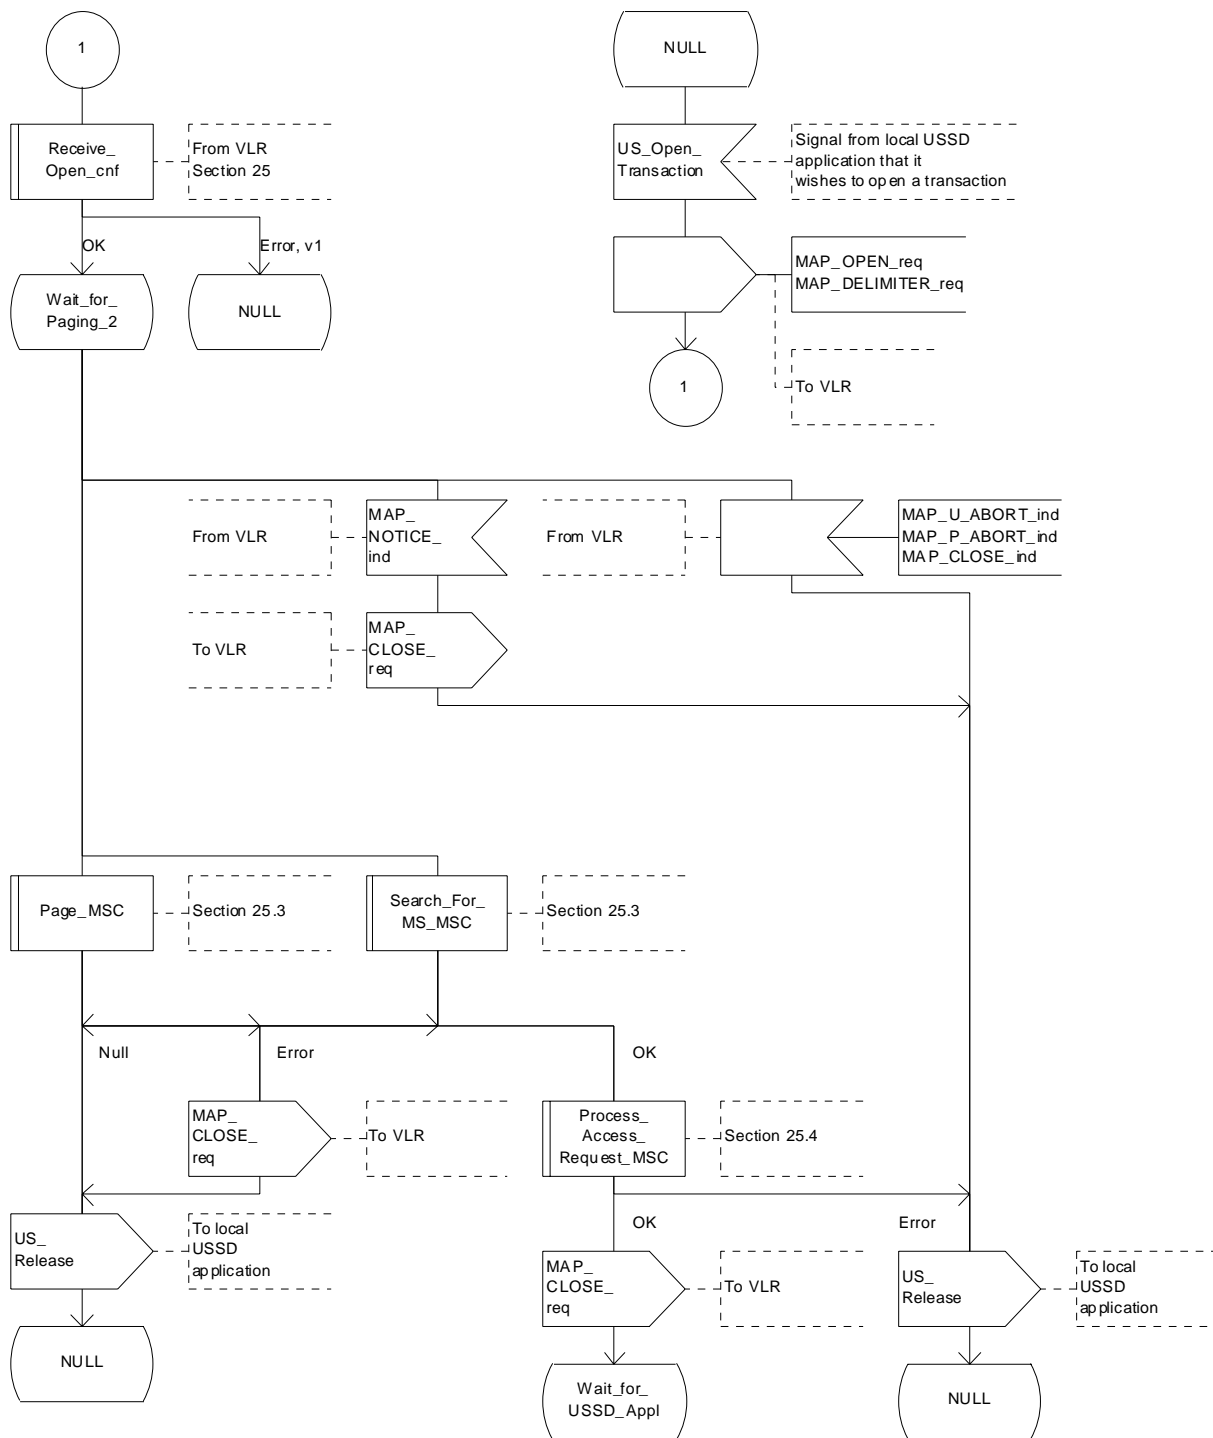 1
NULL
Receive_
Open_cnf
From VLR
Section 25
US_Open_
Transaction
Signal from local USSD
application that it
wishes to open a transaction
OK
Error, v1
MAP_OPEN_req
MAP_DELIMITER_req
Wait_for_
Paging_2
NULL
1
To VLR
From VLR
MAP_
NOTICE_
ind
From VLR
MAP_U_ABORT_ind
MAP_P_ABORT_ind
MAP_CLOSE_ind
To VLR
MAP_
CLOSE_
req
Page_MSC
Section 25.3
Search_For_
MS_MSC
Section 25.3
Null
Error
OK
MAP_
CLOSE_
req
To VLR
Process_
Access_
Request_MSC
Section 25.4
US_
Release
To local
USSD
application
OK
Error
MAP_
CLOSE_
req
To VLR
US_
Release
To local
USSD
application
NULL
Wait_for_
USSD_Appl
NULL